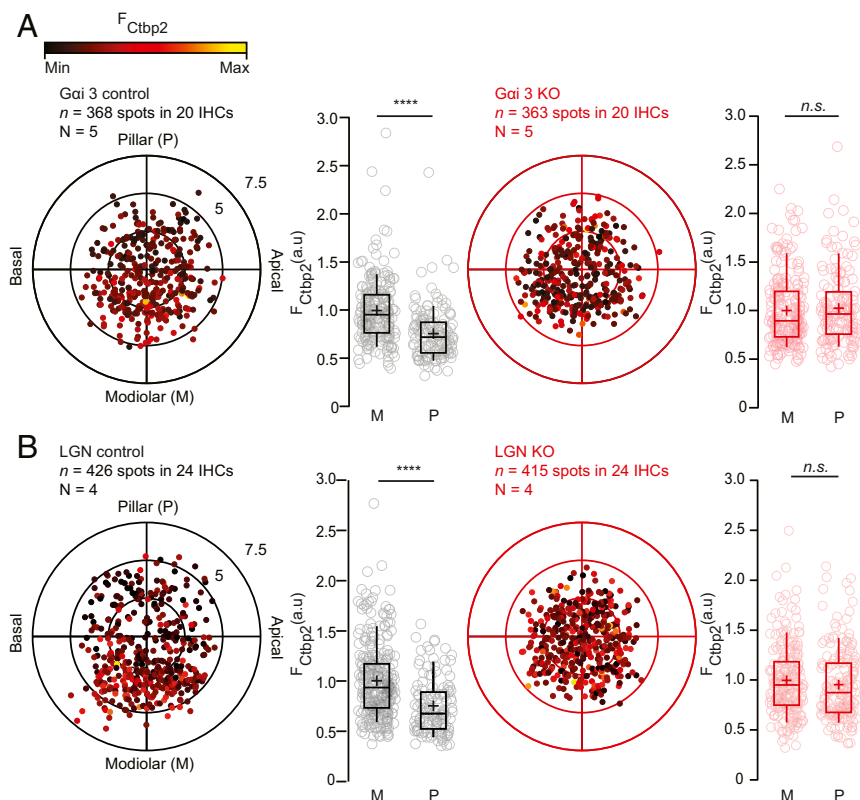 A
F Ctbp2
Min Max
Gαi 3 control
n = 368 spots in 20 IHCs
N = 5
Pillar (P)
7.5
5
Basal
Apical
Modiolar (M)
****
3.0
2.5
2.0
1.5
1.0
0.5
0
F Ctbp2 (a.u)
M P
Gαi 3 KO
n = 363 spots in 20 IHCs
N = 5
n.s.
3.0
2.5
2.0
1.5
1.0
0.5
0
F Ctbp2 (a.u)
M P
B
LGN control
n = 426 spots in 24 IHCs
N = 4
Pillar (P)
7.5
5
Basal
Apical
Modiolar (M)
****
3.0
2.5
2.0
1.5
1.0
0.5
0
F Ctbp2 (a.u)
M P
LGN KO
n = 415 spots in 24 IHCs
N = 4
n.s.
3.0
2.5
2.0
1.5
1.0
0.5
0
F Ctbp2 (a.u)
M P